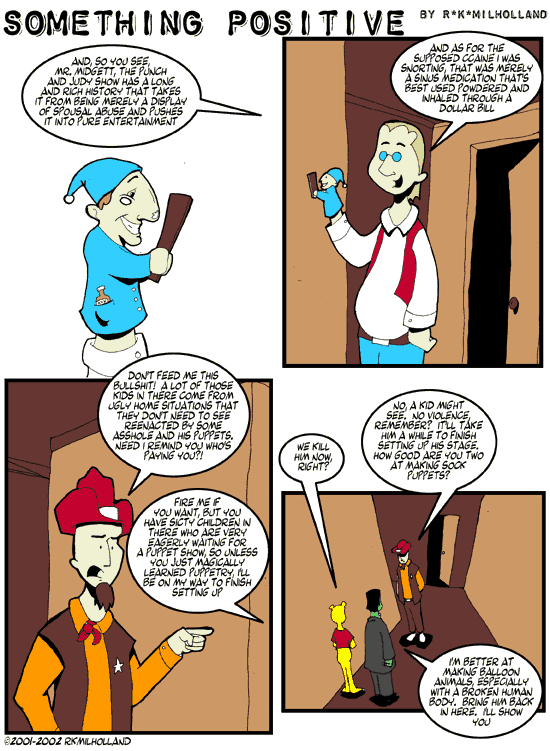 SOMETHING POSITIVE BY R*K*MILHOLLAND
AND, SO YOU SEE,
MR. MIDGETT, THE PUNCH
AND JUDY SHOW HAS A LONG
AND RICH HISTORY THAT TAKES
IT FROM BEING MERELY A DISPLAY
OF SPOUSAL ABUSE AND PUSHES
IT INTO PURE ENTERTAINMENT
AND AS FOR THE
SUPPOSED COAINE I WAS
SNORTING, THAT WAS MERELY
A SINUS MEDICATION THAT'S
BEST USED POWDERED AND
INHALED THROUGH A
DOLLAR BILL
DON'T FEED ME THIS
BULLSHIT! A LOT OF THOSE
KIDS IN THERE COME FROM
UGLY HOME SITUATIONS THAT
THEY DON'T NEED TO SEE
REENACTED BY SOME
ASSHOLE AND HIS PUPPETS.
NEED I REMIND YOU WHO'S
PAYING YOU?!
FIRE ME IF
YOU WANT, BUT YOU
HAVE SICTY CHILDREN IN
THERE WHO ARE VERY
EAGERLY WAITING FOR
A PUPPET SHOW, SO UNLESS
YOU JUST MAGICALLY
LEARNED PUPPETRY, I'LL
BE ON MY WAY TO FINISH
SETTING UP
WE KILL
HIM NOW,
RIGHT?
NO, A KID MIGHT
SEE. NO VIOLENCE,
REMEMBER? IT'LL TAKE
HIM A WHILE TO FINISH
SETTING UP HIS STAGE.
HOW GOOD ARE YOU TWO
AT MAKING SOCK
PUPPETS?
I'M BETTER AT
MAKING BALLOON
ANIMALS, ESPECIALLY
WITH A BROKEN HUMAN
BODY. BRING HIM BACK
IN HERE. I'LL SHOW
YOU
©2001-2002 RKMILHOLLAND